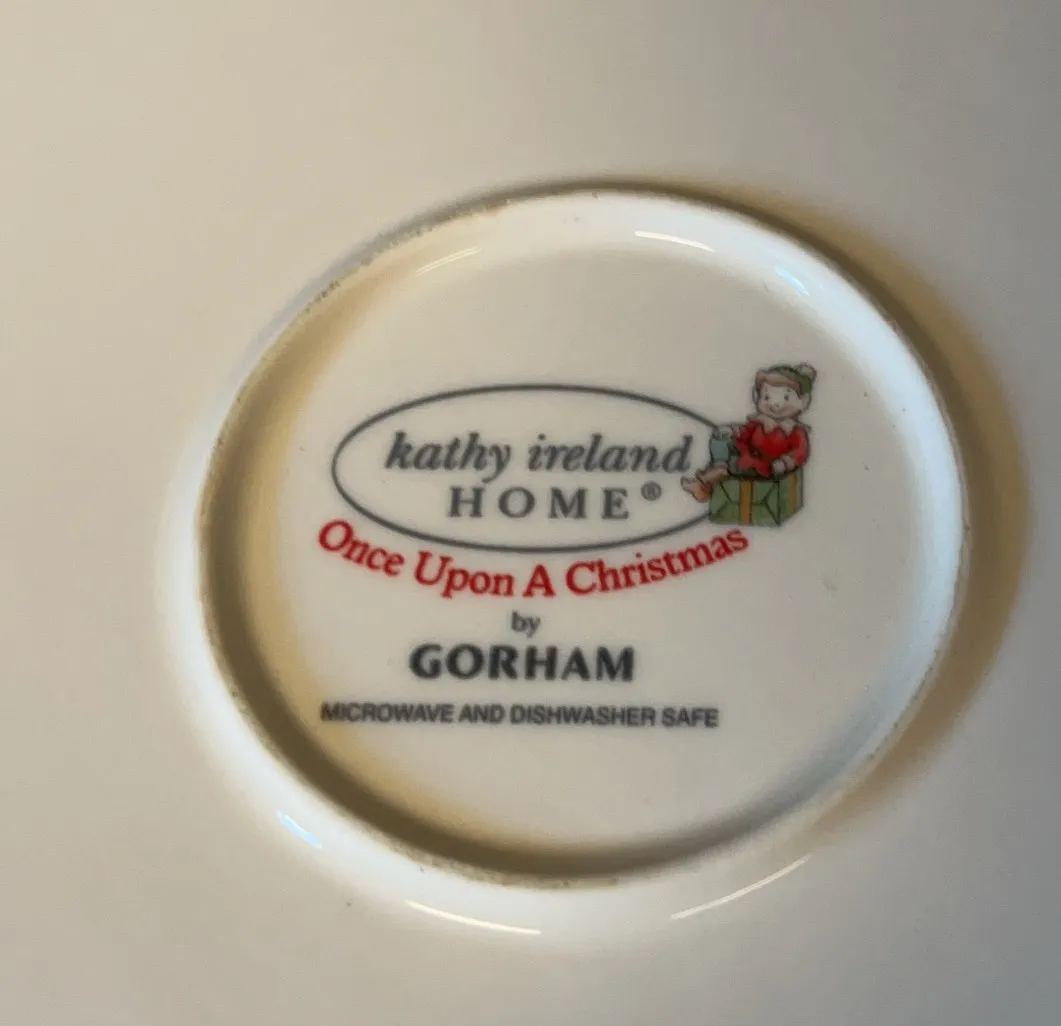 kathy ireland
HOME®
Once Upon A Christmas
by
GORHAM
MICROWAVE AND DISHWASHER SAFE